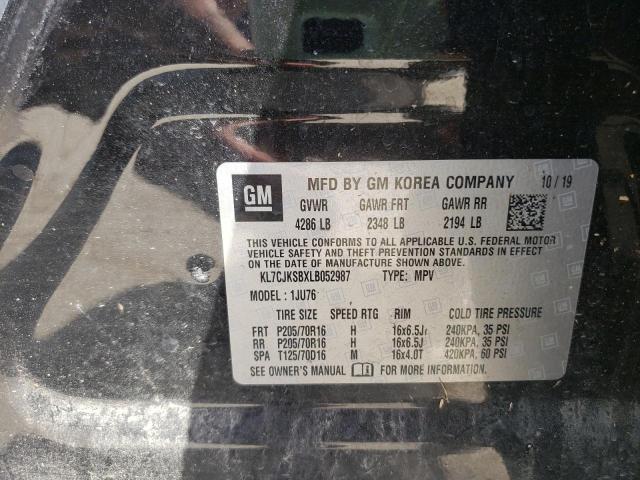 GM MFD BY GM KOREA COMPANY 10/19
GVWR GAWR FRT GAWR RR
4286 LB 2348 LB 2194 LB
THIS VEHICLE CONFORMS TO ALL APPLICABLE U.S. FEDERAL MOTOR
VEHICLE SAFETY AND THEFT PREVENTION STANDARDS IN EFFECT
ON THE DATE OF MANUFACTURE SHOWN ABOVE.
KL7CJKSBXLB052987 TYPE: MPV
MODEL: 1JU76
TIRE SIZE SPEED RTG RIM COLD TIRE PRESSURE
FRT P205/70R16 H 16x6.5J 240KPA, 35 PSI
RR P205/70R16 H 16x6.5J 240KPA, 35 PSI
SPA T125/70D16 M 16x4.0T 420KPA, 60 PSI
SEE OWNER'S MANUAL FOR MORE INFORMATION.